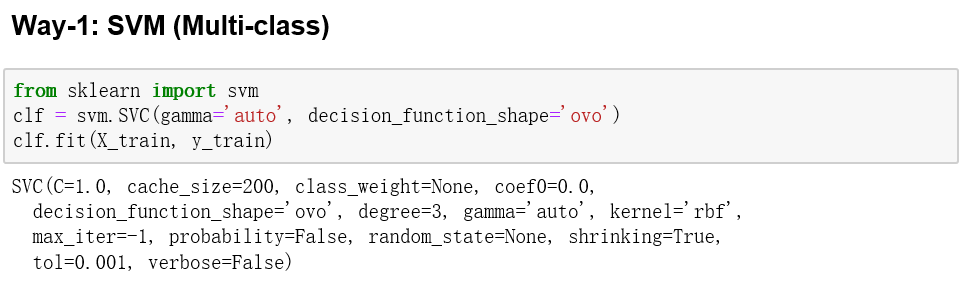 Way-1: SVM (Multi-class)
from sklearn import svm
clf = svm.SVC(gamma='auto', decision_function_shape='ovo')
clf.fit(X_train, y_train)
SVC(C=1.0, cache_size=200, class_weight=None, coef0=0.0,
  decision_function_shape='ovo', degree=3, gamma='auto', kernel='rbf',
  max_iter=-1, probability=False, random_state=None, shrinking=True,
  tol=0.001, verbose=False)